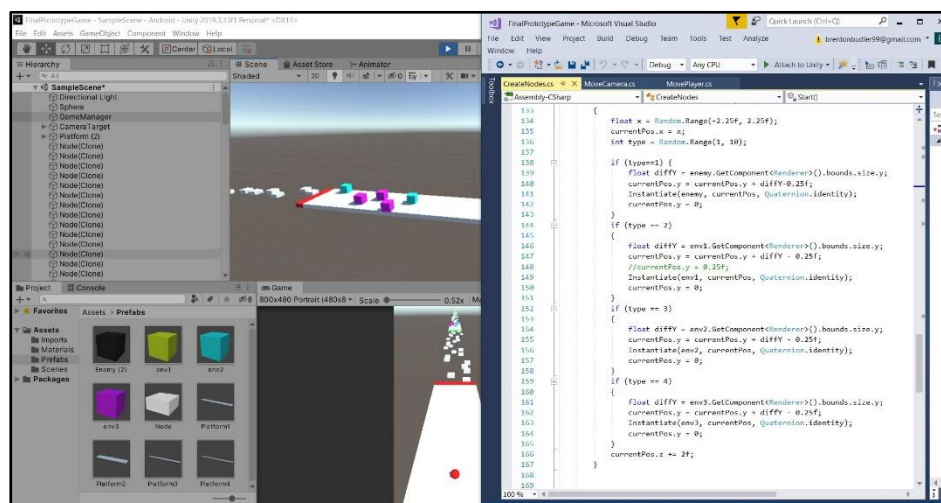 FinalPrototypeGame - SampleScene - Android - Unity 2019.3.13f1 Personal* <DX11>
File Edit Assets GameObject Component Window Help
Center Local
Hierarchy
All
SampleScene*
Directional Light
Sphere
GameManager
CameraTarget
Platform (2)
Node(Clone)
Node(Clone)
Node(Clone)
Node(Clone)
Node(Clone)
Node(Clone)
Node(Clone)
Node(Clone)
Node(Clone)
Node(Clone)
Node(Clone)
Node(Clone)
Scene Asset Store Animator
Shaded 2D 0
Project Console
8
Favorites
Assets
Imports
Materials
Prefabs
Scenes
Packages
Assets > Prefabs
Enemy (2) env1 env2
env3 Node Platform1
Platform2 Platform3 Platform4
Game
800x480 Portrait (480x8 Scale 0.52x Ma
FinalPrototypeGame - Microsoft Visual Studio
Quick Launch (Ctrl+Q)
File Edit View Project Build Debug Team Tools Test Analyze
brentonbudler99@gmail.com
Window Help
Debug Any CPU Attach to Unity
Toolbox
CreateNodes.cs MoveCamera.cs MovePlayer.cs
Assembly-CSharp CreateNodes Start()
133 {
134 float x = Random.Range(-2.25f, 2.25f);
135 currentPos.x = x;
136 int type = Random.Range(1, 10);
137
138 if (type==1) {
139 float diffY = enemy.GetComponent<Renderer>().bounds.size.y;
140 currentPos.y = currentPos.y + diffY-0.25f;
141 Instantiate(enemy, currentPos, Quaternion.identity);
142 currentPos.y = 0;
143 }
144 if (type == 2)
145 {
146 float diffY = env1.GetComponent<Renderer>().bounds.size.y;
147 currentPos.y = currentPos.y + diffY - 0.25f;
148 //currentPos.y = 0.25f;
149 Instantiate(env1, currentPos, Quaternion.identity);
150 currentPos.y = 0;
151 }
152 if (type == 3)
153 {
154 float diffY = env2.GetComponent<Renderer>().bounds.size.y;
155 currentPos.y = currentPos.y + diffY - 0.25f;
156 Instantiate(env2, currentPos, Quaternion.identity);
157 currentPos.y = 0;
158 }
159 if (type == 4)
160 {
161 float diffY = env3.GetComponent<Renderer>().bounds.size.y;
162 currentPos.y = currentPos.y + diffY - 0.25f;
163 Instantiate(env3, currentPos, Quaternion.identity);
164 currentPos.y = 0;
165 }
166 currentPos.z += 2f;
167 }
168
169
100 %